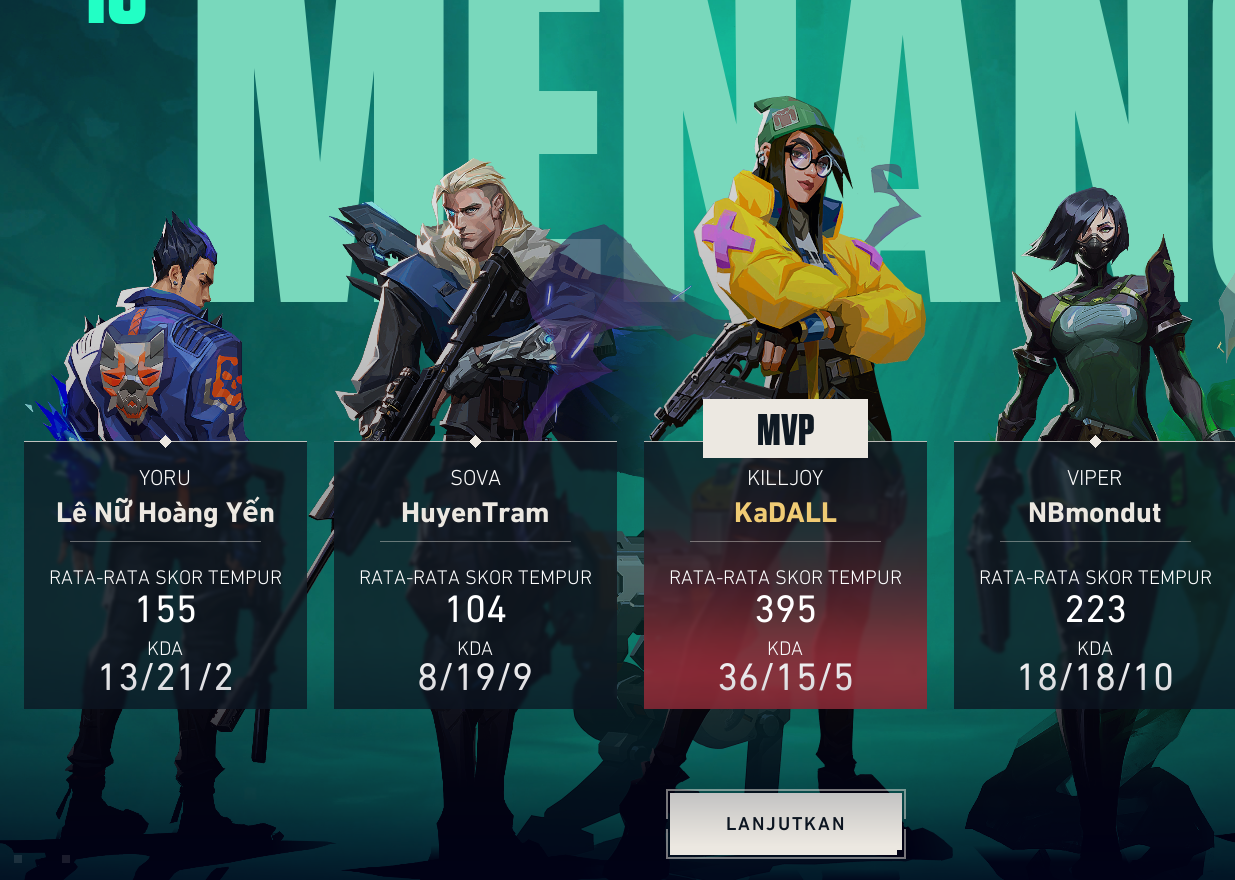 MENAN
YORU
Lê Nữ Hoàng Yến
RATA-RATA SKOR TEMPUR
155
KDA
13/21/2
SOVA
HuyenTram
RATA-RATA SKOR TEMPUR
104
KDA
8/19/9
MVP
KILLJOY
KaDALL
RATA-RATA SKOR TEMPUR
395
KDA
36/15/5
VIPER
NBmondut
RATA-RATA SKOR TEMPUR
223
KDA
18/18/10
LANJUTKAN